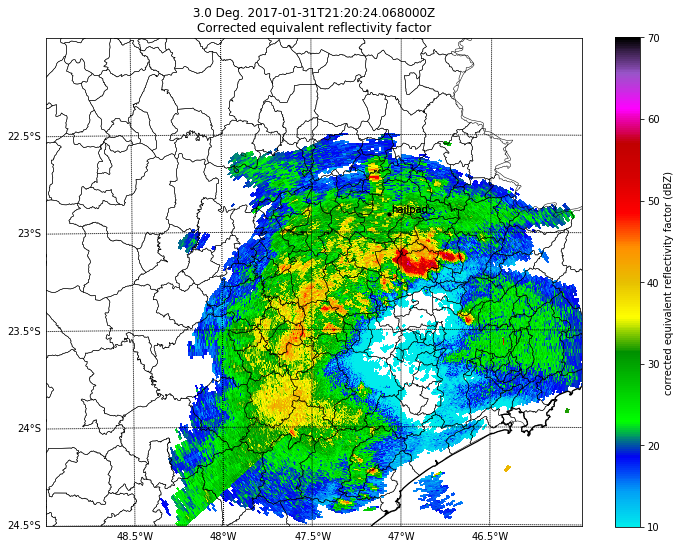 3.0 Deg. 2017-01-31T21:20:24.068000Z
Corrected equivalent reflectivity factor
70
60
50
40
30
20
10
corrected equivalent reflectivity factor (dBZ)
22.5°S
23°S
23.5°S
24°S
24.5°S
hailpad
48.5°W
48°W
47.5°W
47°W
46.5°W